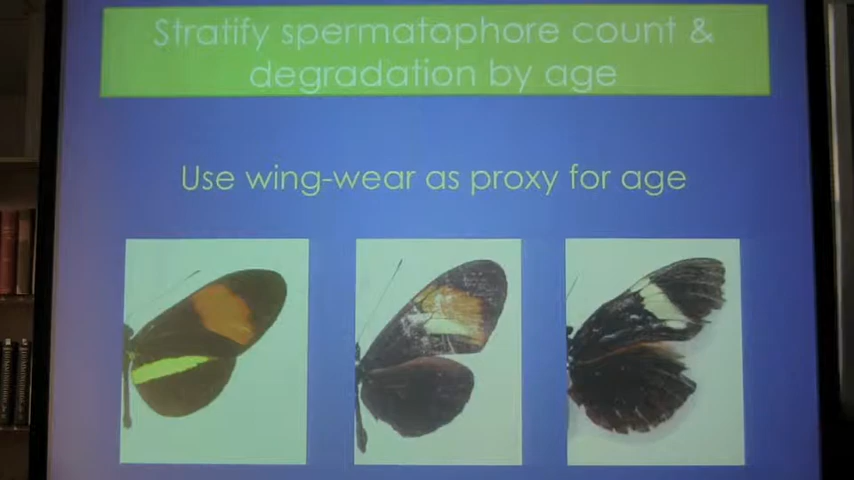 Stratify spermatophore count &
degradation by age
Use wing-wear as proxy for age